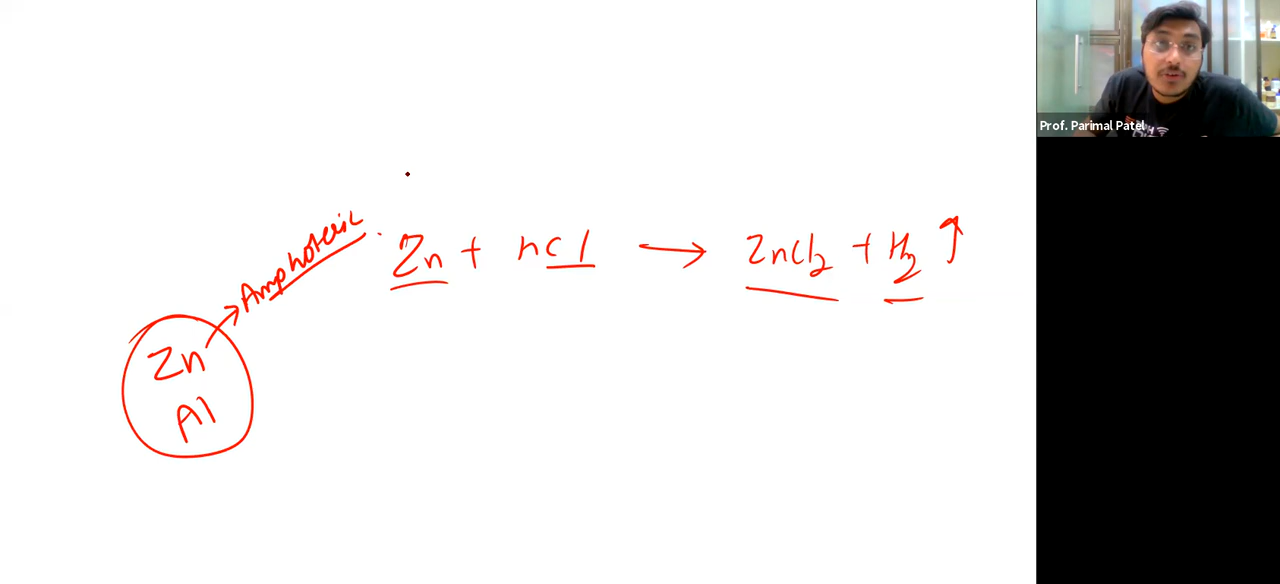 Prof. Parimal Patel
Amphoteric
Zn + HCl → ZnCl2 + H2 ↑
Zn
Al